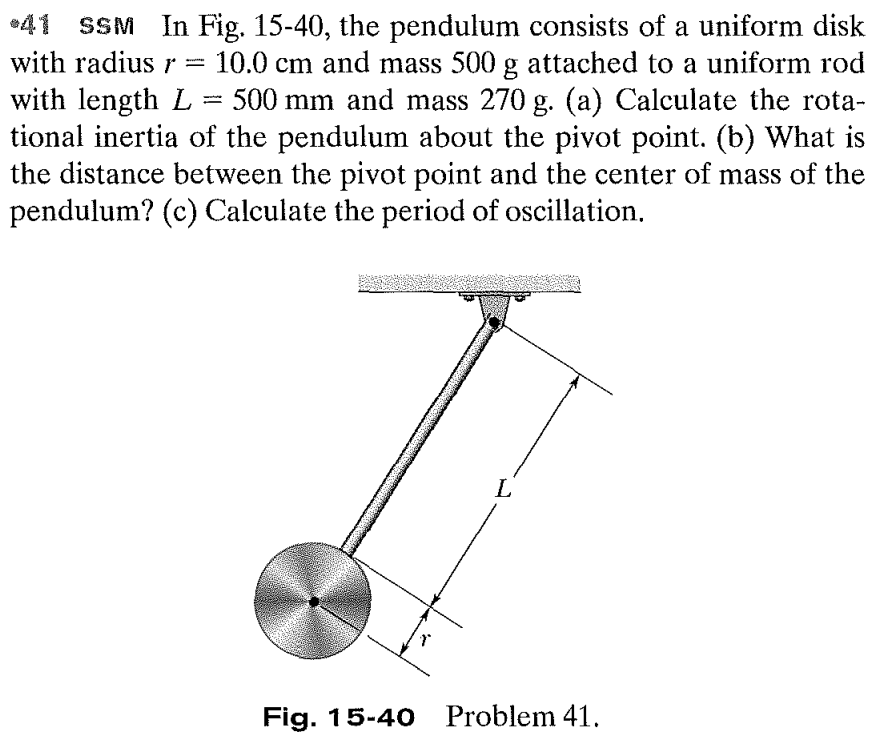 •41 SSM In Fig. 15-40, the pendulum consists of a uniform disk
with radius r = 10.0 cm and mass 500 g attached to a uniform rod
with length L = 500 mm and mass 270 g. (a) Calculate the rota-
tional inertia of the pendulum about the pivot point. (b) What is
the distance between the pivot point and the center of mass of the
pendulum? (c) Calculate the period of oscillation.
L
r
Fig. 15-40 Problem 41.